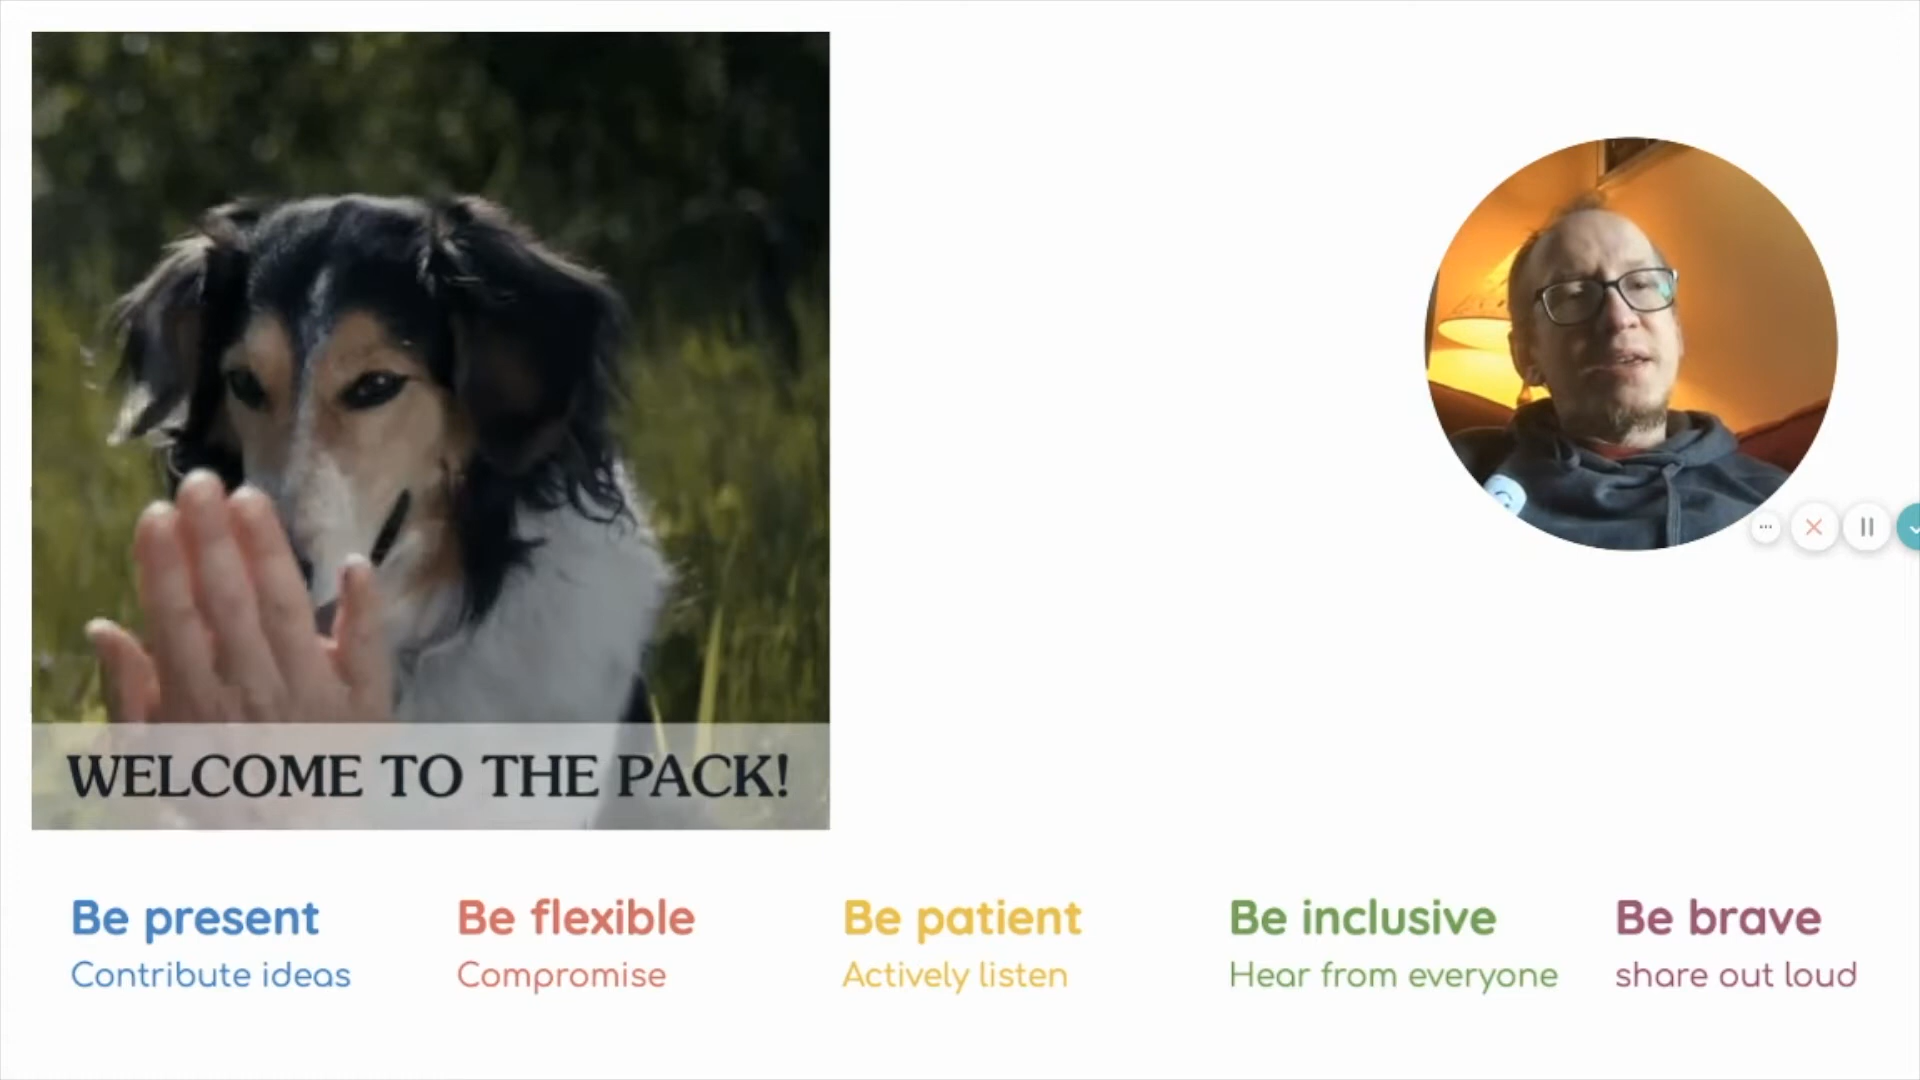 WELCOME TO THE PACK!
Be present
Contribute ideas
Be flexible
Compromise
Be patient
Actively listen
Be inclusive
Hear from everyone
Be brave
share out loud